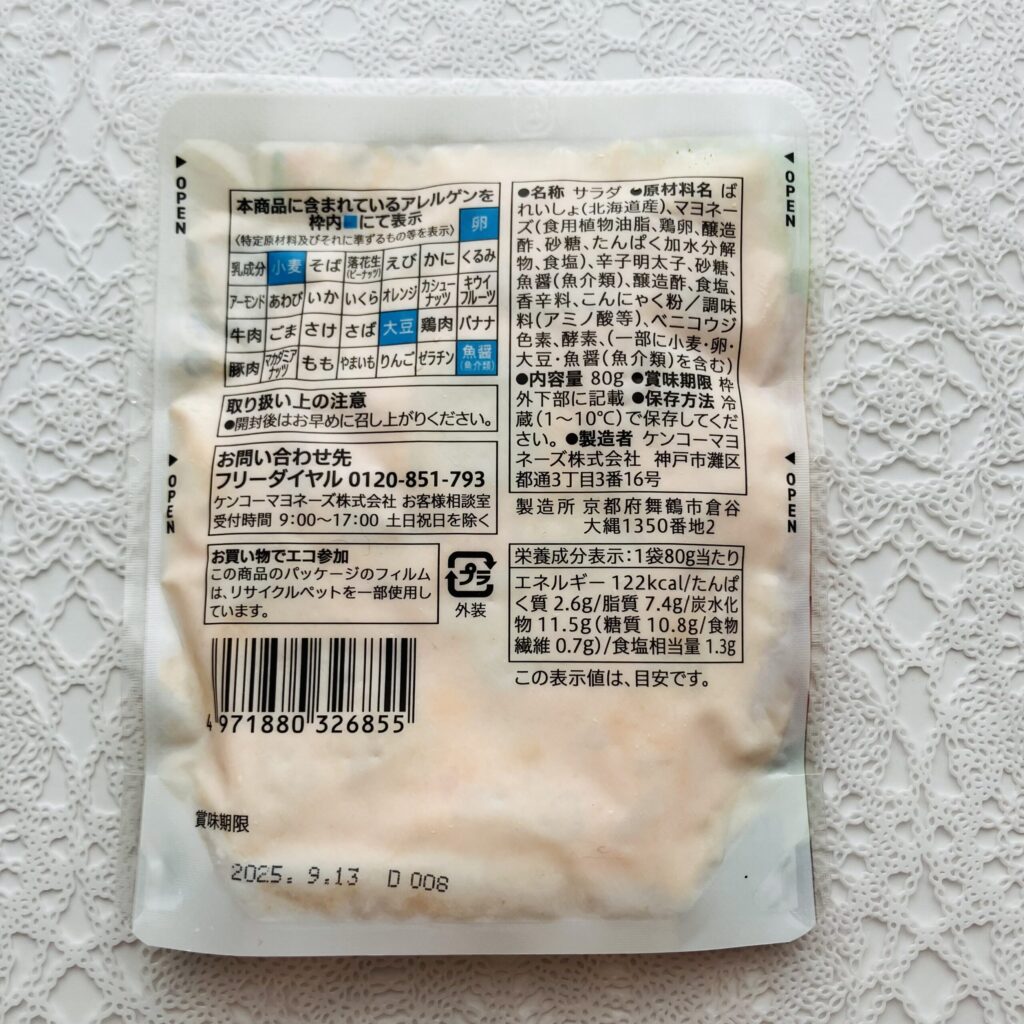 ▶OPEN
◀OPEN
本商品に含まれているアレルゲンを
枠内■にて表示
〈特定原材料及びそれに準ずるもの等を表示〉
卵
乳成分 小麦 そば 落花生(ピーナッツ) えび かに くるみ
アーモンド あわび いか いくら オレンジ カシューナッツ キウイフルーツ
牛肉 ごま さけ さば 大豆 鶏肉 バナナ
豚肉 マカダミアナッツ もも やまいも りんご ゼラチン 魚醤(魚介類)
取り扱い上の注意
●開封後はお早めに召し上がりください。
▶OPEN
お問い合わせ先
フリーダイヤル 0120-851-793
ケンコーマヨネーズ株式会社 お客様相談室
受付時間 9:00〜17:00 土日祝日を除く
お買い物でエコ参加
この商品のパッケージのフィルム
は、リサイクルペットを一部使用し
ています。
プラ
外装
4 971880 326855
●名称 サラダ ●原材料名 ば
れいしょ(北海道産)、マヨネー
ズ(食用植物油脂、鶏卵、醸造
酢、砂糖、たんぱく加水分解
物、食塩)、辛子明太子、砂糖、
魚醤(魚介類)、醸造酢、食塩、
香辛料、こんにゃく粉/調味
料(アミノ酸等)、ベニコウジ
色素、酵素、(一部に小麦・卵・
大豆・魚醤(魚介類)を含む)
●内容量 80g ●賞味期限 枠
外下部に記載 ●保存方法 冷
蔵(1〜10℃)で保存してくだ
さい。 ●製造者 ケンコーマヨ
ネーズ株式会社 神戸市灘区
都通3丁目3番16号
◀OPEN
製造所 京都府舞鶴市倉谷
大縄1350番地2
栄養成分表示:1袋80g当たり
エネルギー 122kcal/たんぱ
く質 2.6g/脂質 7.4g/炭水化
物 11.5g(糖質 10.8g/食物
繊維 0.7g)/食塩相当量 1.3g
この表示値は、目安です。
賞味期限
2025. 9.13 D 008